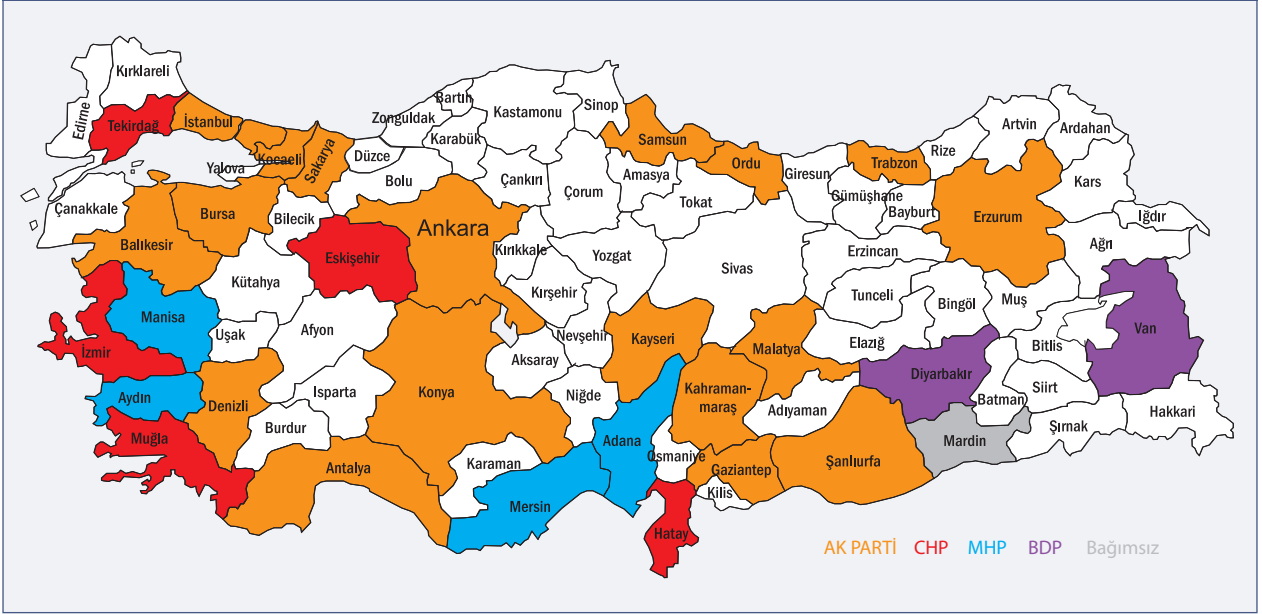 Kırklareli
Edirne
Tekirdağ
İstanbul
Kocaeli
Sakarya
Yalova
Düzce
Bolu
Zonguldak
Bartın
Karabük
Kastamonu
Sinop
Çankırı
Çorum
Samsun
Amasya
Tokat
Ordu
Giresun
Gümüşhane
Trabzon
Bayburt
Rize
Artvin
Ardahan
Kars
Iğdır
Ağrı
Erzurum
Erzincan
Çanakkale
Balıkesir
Bursa
Bilecik
Eskişehir
Ankara
Kırıkkale
Yozgat
Sivas
Kırşehir
Kütahya
Manisa
Uşak
Afyon
İzmir
Aydın
Denizli
Muğla
Isparta
Burdur
Antalya
Konya
Aksaray
Nevşehir
Niğde
Kayseri
Karaman
Mersin
Adana
Osmaniye
Hatay
Kilis
Gaziantep
Kahraman-
maraş
Malatya
Adıyaman
Şanlıurfa
Tunceli
Elazığ
Bingöl
Muş
Bitlis
Van
Diyarbakır
Batman
Siirt
Mardin
Şırnak
Hakkari
AK PARTİ CHP MHP BDP Bağımsız